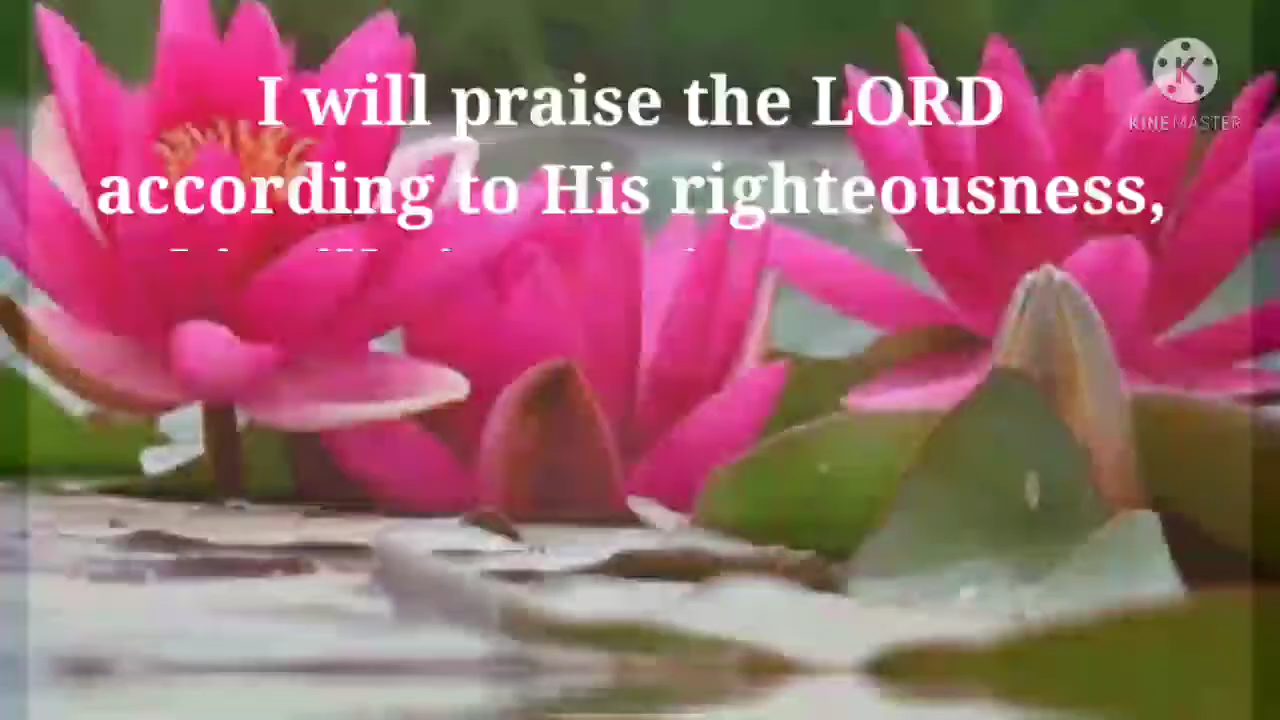 I will praise the LORD
according to His righteousness,
K
KINEMASTER